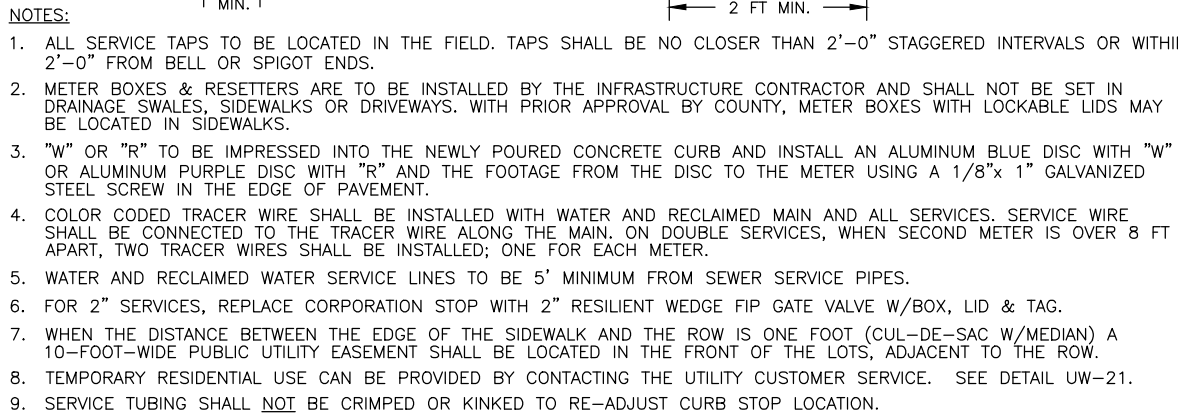 1 MIN. 1
2 FT MIN.
NOTES:
1. ALL SERVICE TAPS TO BE LOCATED IN THE FIELD. TAPS SHALL BE NO CLOSER THAN 2'-0" STAGGERED INTERVALS OR
2'-0" FROM BELL OR SPIGOT ENDS.
2. METER BOXES & RESETTERS ARE TO BE INSTALLED BY THE INFRASTRUCTURE CONTRACTOR AND SHALL NOT BE SET IN
DRAINAGE SWALES, SIDEWALKS OR DRIVEWAYS. WITH PRIOR APPROVAL BY COUNTY, METER BOXES WITH LOCKABLE LIDS MAY
BE LOCATED IN SIDEWALKS.
3. "W" OR "R" TO BE IMPRESSED INTO THE NEWLY POURED CONCRETE CURB AND INSTALL AN ALUMINUM BLUE DISC WITH "W"
OR ALUMINUM PURPLE DISC WITH "R" AND THE FOOTAGE FROM THE DISC TO THE METER USING A 1/8"x 1" GALVANIZED
STEEL SCREW IN THE EDGE OF PAVEMENT.
4. COLOR CODED TRACER WIRE SHALL BE INSTALLED WITH WATER AND RECLAIMED MAIN AND ALL SERVICES. SERVICE WIRE
SHALL BE CONNECTED TO THE TRACER WIRE ALONG THE MAIN. ON DOUBLE SERVICES, WHEN SECOND METER IS OVER 8 FT
APART, TWO TRACER WIRES SHALL BE INSTALLED; ONE FOR EACH METER.
5. WATER AND RECLAIMED WATER SERVICE LINES TO BE 5' MINIMUM FROM SEWER SERVICE PIPES.
6. FOR 2" SERVICES, REPLACE CORPORATION STOP WITH 2" RESILIENT WEDGE FIP GATE VALVE W/BOX, LID & TAG.
7. WHEN THE DISTANCE BETWEEN THE EDGE OF THE SIDEWALK AND THE ROW IS ONE FOOT (CUL-DE-SAC W/MEDIAN) A
10-FOOT-WIDE PUBLIC UTILITY EASEMENT SHALL BE LOCATED IN THE FRONT OF THE LOTS, ADJACENT TO THE ROW.
8. TEMPORARY RESIDENTIAL USE CAN BE PROVIDED BY CONTACTING THE UTILITY CUSTOMER SERVICE. SEE DETAIL UW-21.
9. SERVICE TUBING SHALL NOT BE CRIMPED OR KINKED TO RE-ADJUST CURB STOP LOCATION.